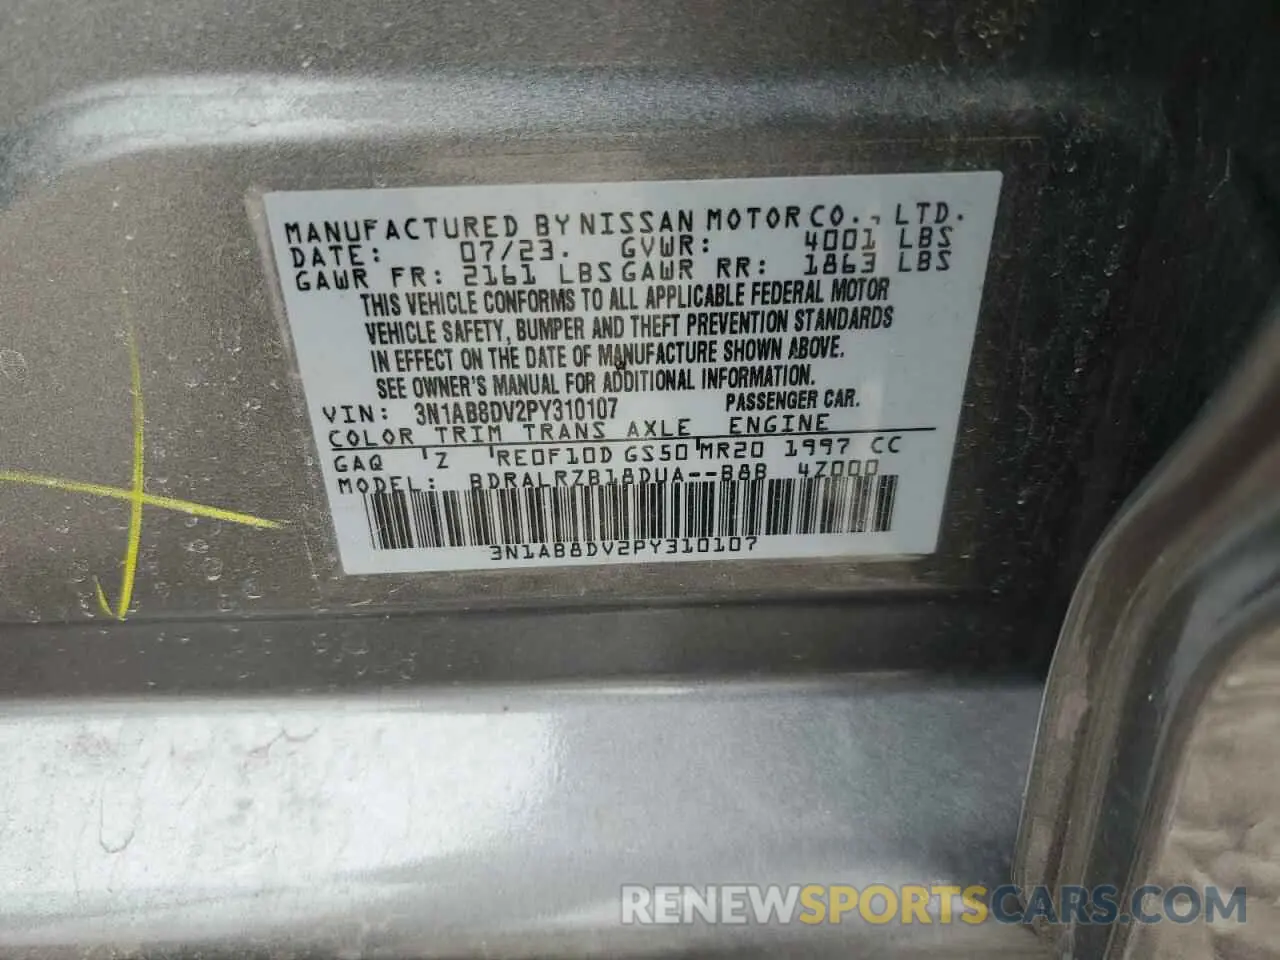 MANUFACTURED BY NISSAN MOTOR CO., LTD.
DATE: 07/23. GVWR: 4001 LBS
GAWR FR: 2161 LBS GAWR RR: 1863 LBS
THIS VEHICLE CONFORMS TO ALL APPLICABLE FEDERAL MOTOR
VEHICLE SAFETY, BUMPER AND THEFT PREVENTION STANDARDS
IN EFFECT ON THE DATE OF MANUFACTURE SHOWN ABOVE.
SEE OWNER'S MANUAL FOR ADDITIONAL INFORMATION.
VIN: 3N1AB8DV2PY310107 PASSENGER CAR.
COLOR TRIM TRANS AXLE ENGINE
GAQ Z RE0F10D GS50 MR20 1997 CC
MODEL: BDRALRZB18DUA--B8B 4Z000
3N1AB8DV2PY310107
RENEWSPORTSCARS.COM